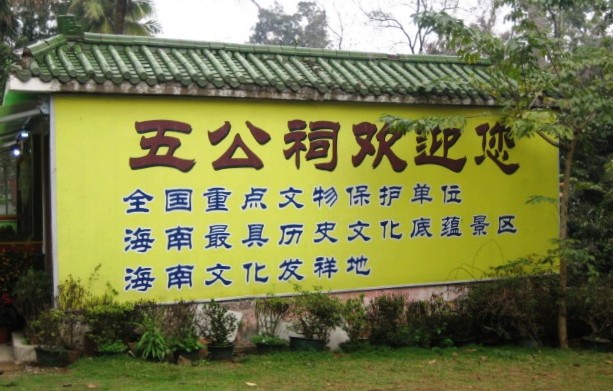 五公祠欢迎您
全国重点文物保护单位
海南最具历史文化底蕴景区
海南文化发祥地